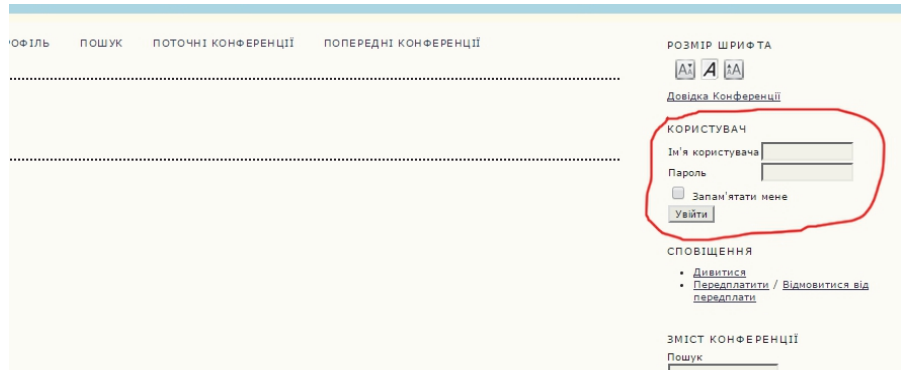 ОФІЛЬ ПОШУК ПОТОЧНІ КОНФЕРЕНЦІЇ ПОПЕРЕДНІ КОНФЕРЕНЦІЇ
РОЗМІР ШРИФТА
Довідка Конференції
КОРИСТУВАЧ
Ім'я користувача
Пароль
Запам'ятати мене
Увійти
СПОВІЩЕННЯ
Дивитися
Передплатити / Відмовитися від
передплати
ЗМІСТ КОНФЕРЕНЦІЇ
Пошук